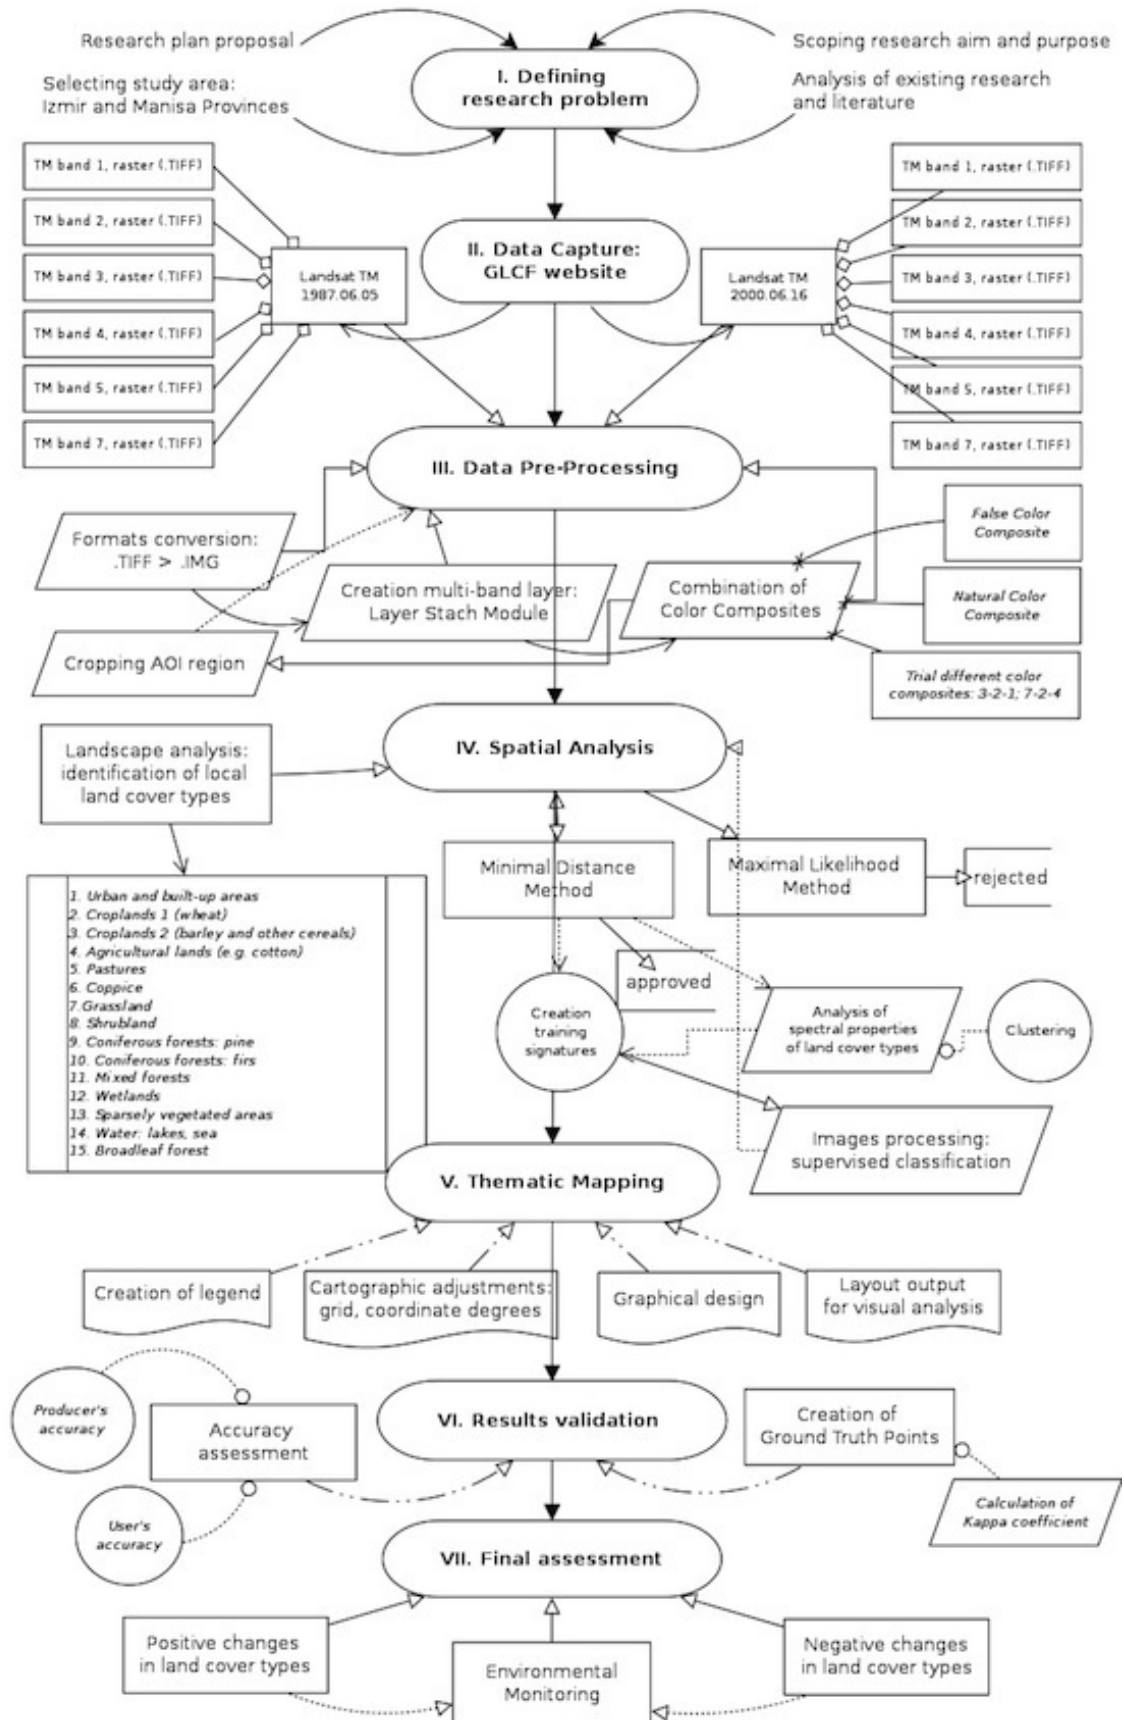 Research plan proposal
Scoping research aim and purpose
I. Defining
research problem
Selecting study area:
Izmir and Manisa Provinces
Analysis of existing research
and literature
TM band 1, raster (.TIFF)
TM band 2, raster (.TIFF)
TM band 3, raster (.TIFF)
TM band 4, raster (.TIFF)
TM band 5, raster (.TIFF)
TM band 7, raster (.TIFF)
Landsat TM
1987.06.05
II. Data Capture:
GLCF website
Landsat TM
2000.06.16
TM band 1, raster (.TIFF)
TM band 2, raster (.TIFF)
TM band 3, raster (.TIFF)
TM band 4, raster (.TIFF)
TM band 5, raster (.TIFF)
TM band 7, raster (.TIFF)
III. Data Pre-Processing
Formats conversion:
.TIFF > .IMG
Creation multi-band layer:
Layer Stach Module
Combination of
Color Composites
False Color
Composite
Natural Color
Composite
Trial different color
composites: 3-2-1; 7-2-4
Cropping AOI region
IV. Spatial Analysis
Landscape analysis:
identification of local
land cover types
Minimal Distance
Method
Maximal Likelihood
Method
rejected
1. Urban and built-up areas
2. Croplands 1 (wheat)
3. Croplands 2 (barley and other cereals)
4. Agricultural lands (e.g. cotton)
5. Pastures
6. Coppice
7.Grassland
8. Shrubland
9. Coniferous forests: pine
10. Coniferous forests: firs
11. Mixed forests
12. Wetlands
13. Sparsely vegetated areas
14. Water: lakes, sea
15. Broadleaf forest
approved
Creation
training
signatures
Analysis of
spectral properties
of land cover types
Clustering
Images processing:
supervised classification
V. Thematic Mapping
Creation of legend
Cartographic adjustments:
grid, coordinate degrees
Graphical design
Layout output
for visual analysis
Producer's
accuracy
Accuracy
assessment
User's
accuracy
VI. Results validation
Creation of
Ground Truth Points
Calculation of
Kappa coefficient
VII. Final assessment
Positive changes
in land cover types
Environmental
Monitoring
Negative changes
in land cover types